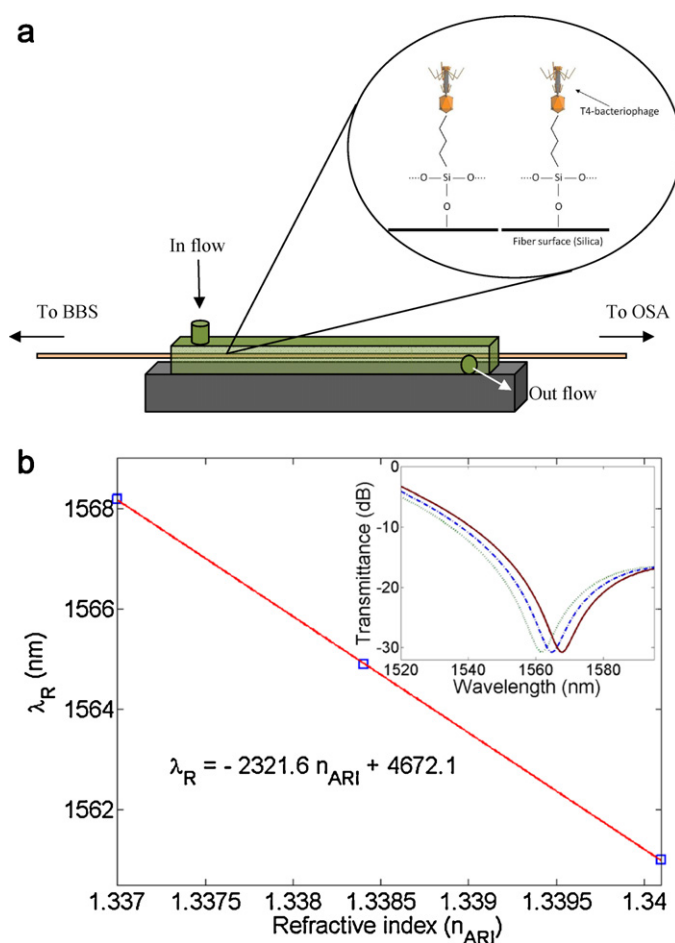 a
T4-bacteriophage
O Si O O Si O
O O
Fiber surface (Silica)
In flow
To BBS
To OSA
Out flow
b
λR (nm)
1568
1566
1564
1562
λR = - 2321.6 nARI + 4672.1
1.337 1.3375 1.338 1.3385 1.339 1.3395 1.34
Refractive index (nARI)
Transmittance (dB)
0
-10
-20
-30
1520 1540 1560 1580
Wavelength (nm)